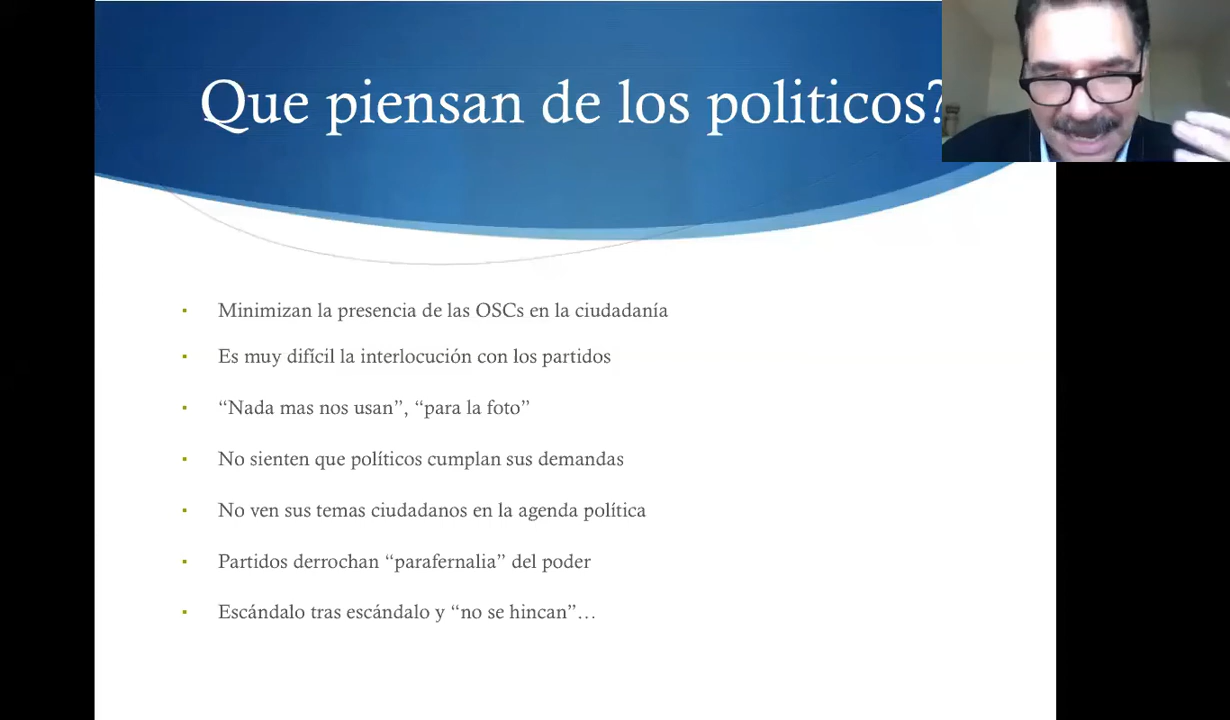 Que piensan de los politicos?
Minimizan la presencia de las OSCs en la ciudadanía
Es muy difícil la interlocución con los partidos
“Nada mas nos usan”, “para la foto”
No sienten que políticos cumplan sus demandas
No ven sus temas ciudadanos en la agenda política
Partidos derrochan “parafernalia” del poder
Escándalo tras escándalo y “no se hincan”…